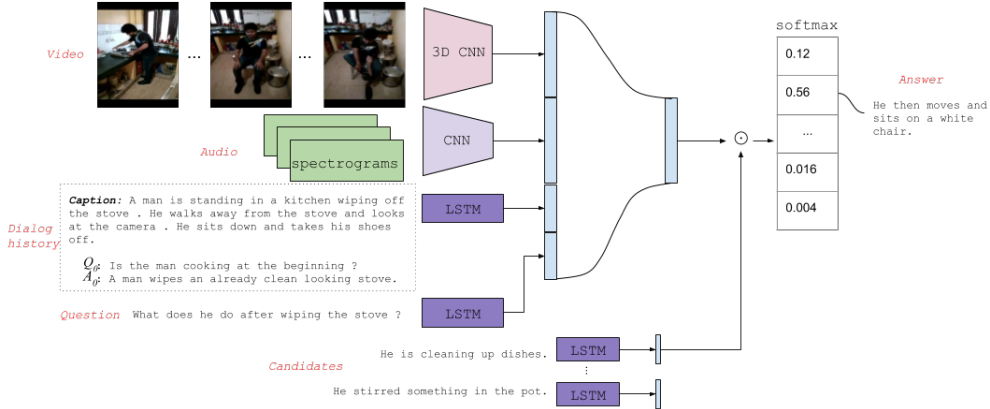 Video
...
...
3D CNN
softmax
0.12
0.56
...
0.016
0.004
Answer
He then moves and
sits on a white
chair.
Audio
spectrograms
CNN
Dialog
history
Caption: A man is standing in a kitchen wiping off
the stove . He walks away from the stove and looks
at the camera . He sits down and takes his shoes
off.
Q0: Is the man cooking at the beginning ?
A0: A man wipes an already clean looking stove.
LSTM
Question What does he do after wiping the stove ?
LSTM
Candidates
He is cleaning up dishes.
LSTM
...
He stirred something in the pot.
LSTM